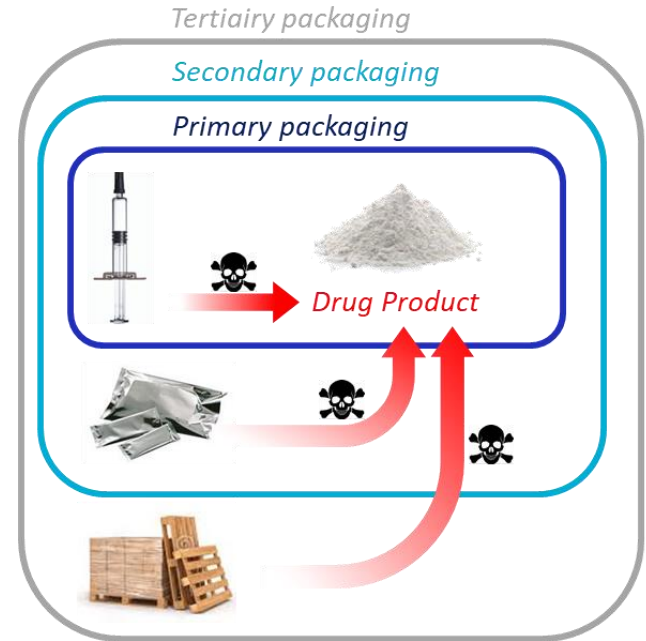 Tertiairy packaging
Secondary packaging
Primary packaging
Drug Product